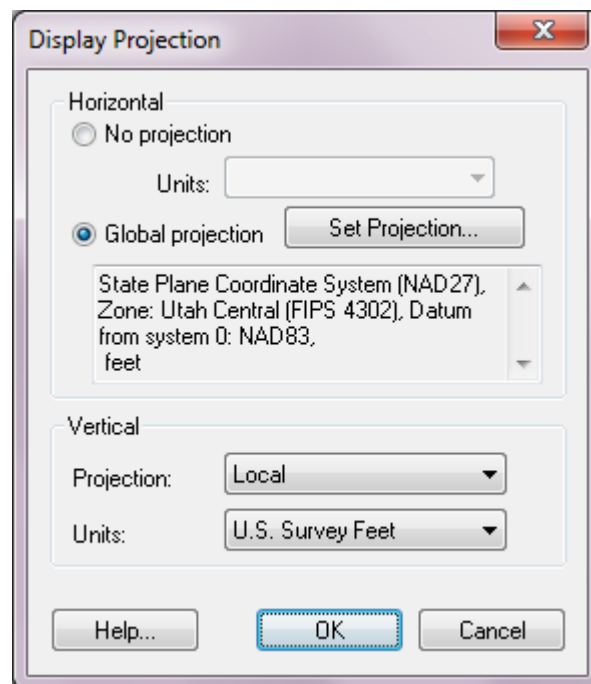 Display Projection
Horizontal
No projection
Units:
Global projection
Set Projection...
State Plane Coordinate System (NAD27),
Zone: Utah Central (FIPS 4302), Datum
from system 0: NAD83,
feet
Vertical
Projection:
Local
Units:
U.S. Survey Feet
Help...
OK
Cancel